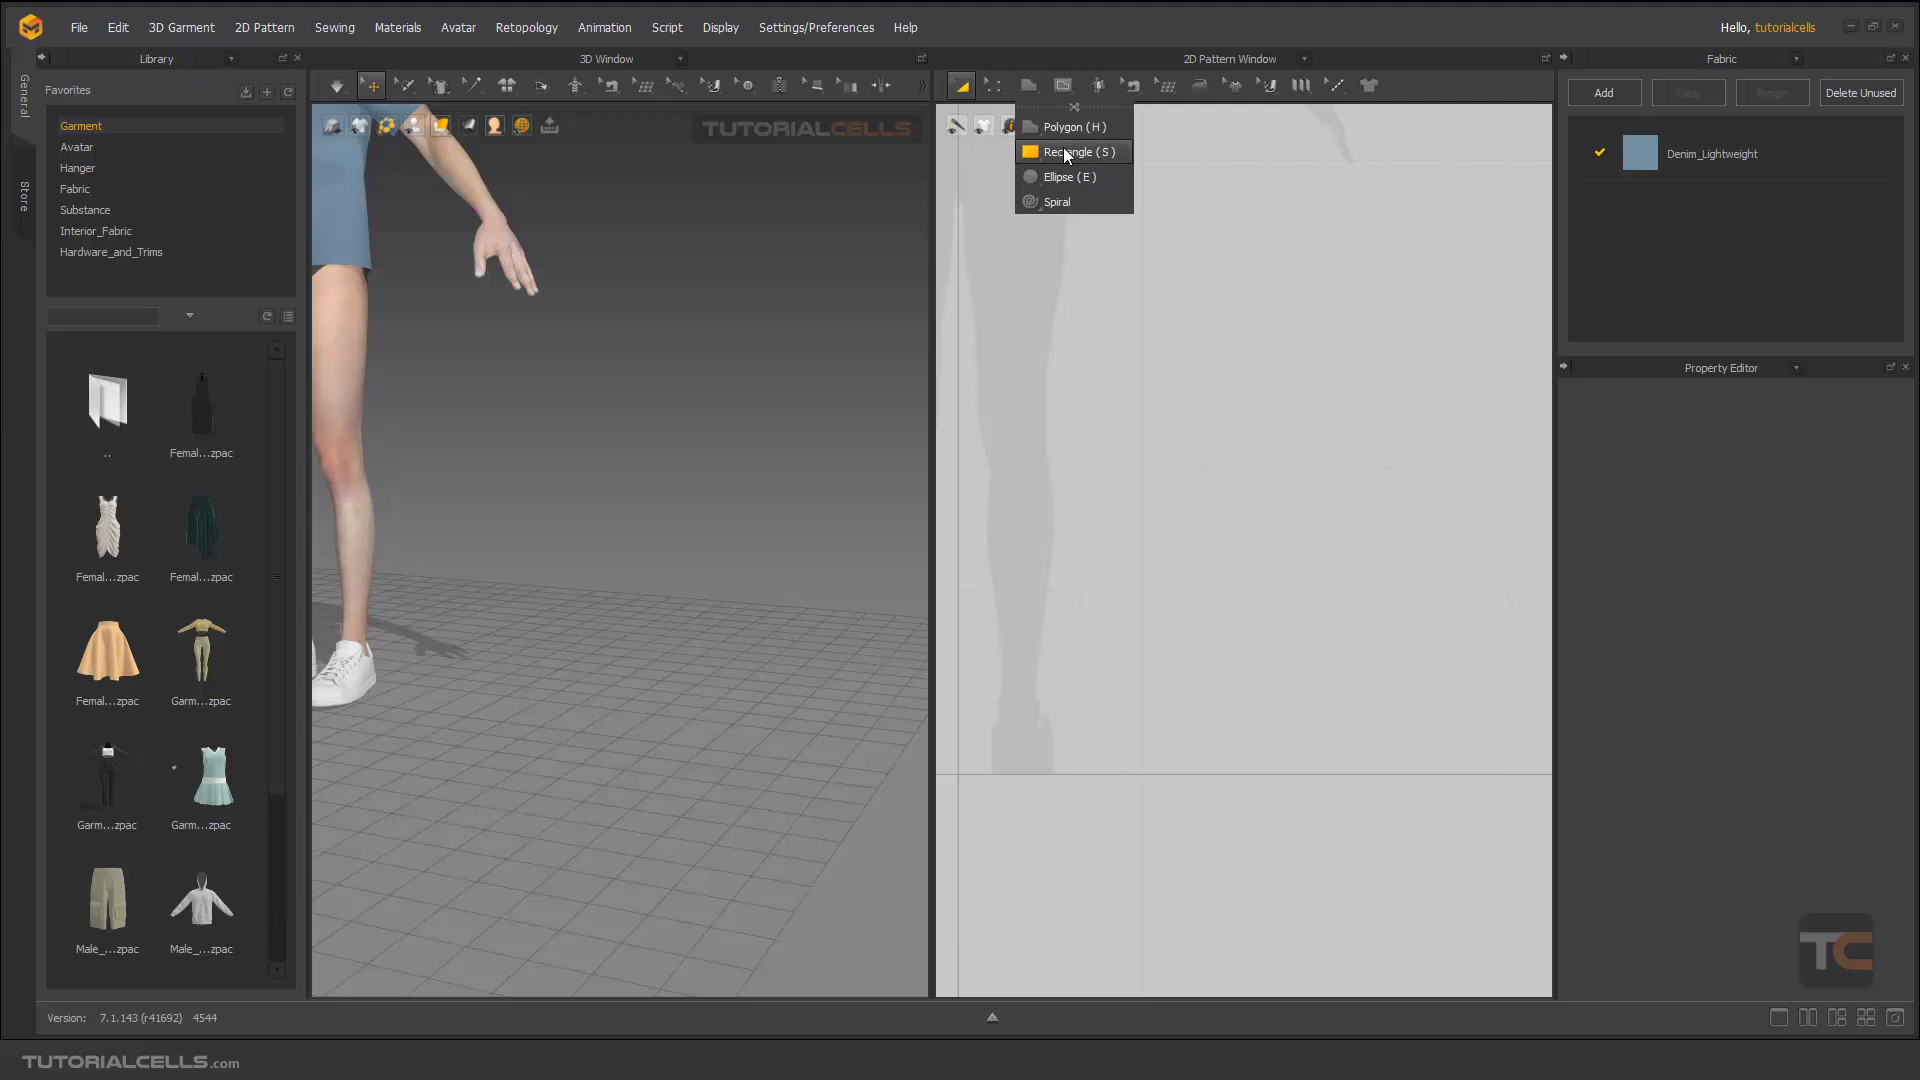 File Edit 3D Garment 2D Pattern Sewing Materials Avatar Retopology Animation Script Display Settings/Preferences Help
Hello, tutorialcells
General
Store
Library
3D Window
2D Pattern Window
Fabric
Favorites
Garment
Avatar
Hanger
Fabric
Substance
Interior_Fabric
Hardware_and_Trims
..
Femal...zpac
Femal...zpac
Femal...zpac
Femal...zpac
Garm...zpac
Garm...zpac
Garm...zpac
Male_...zpac
Male_...zpac
TUTORIALCELLS
Polygon ( H )
Rectangle ( S )
Ellipse ( E )
Spiral
Add Copy Assign Delete Unused
Denim_Lightweight
Property Editor
TC
Version: 7.1.143 (r41692) 4544
TUTORIALCELLS.com